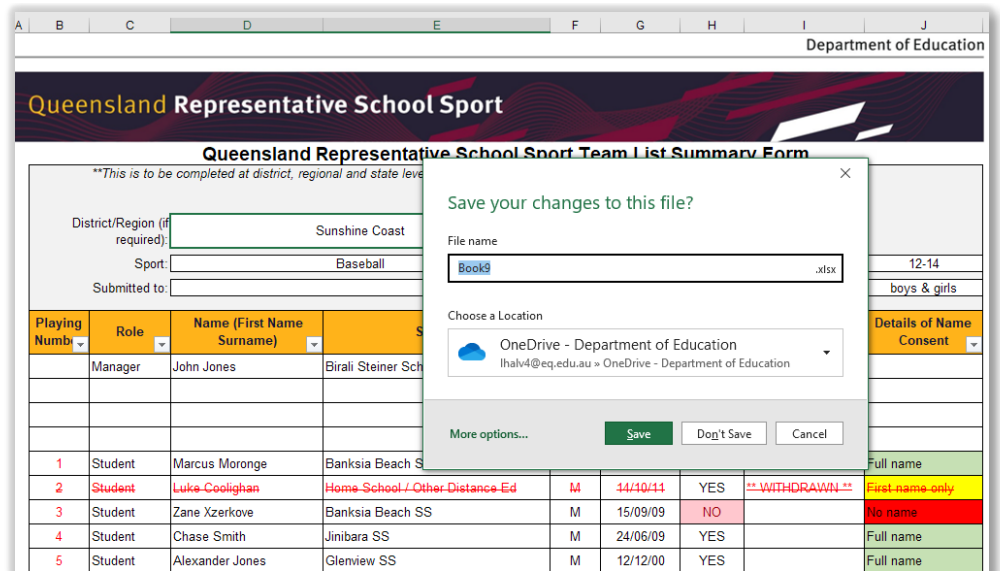 A B C D E F G H I J
Department of Education
Queensland Representative School Sport
Queensland Representative School Sport Team List Summary Form
**This is to be completed at district, regional and state leve
District/Region (if required): Sunshine Coast
Sport: Baseball 12-14
Submitted to: boys & girls
Playing Numbe Role Name (First Name Surname) S Details of Name Consent
Manager John Jones Birali Steiner Sch
1 Student Marcus Moronge Banksia Beach S Full name
2 Student Luke Coolighan Home School / Other Distance Ed M 14/10/11 YES ** WITHDRAWN ** First name only
3 Student Zane Xzerkove Banksia Beach SS M 15/09/09 NO No name
4 Student Chase Smith Jinibara SS M 24/06/09 YES Full name
5 Student Alexander Jones Glenview SS M 12/12/00 YES Full name
Save your changes to this file?
File name
Book9 .xlsx
Choose a Location
OneDrive - Department of Education
lhalv4@eq.edu.au » OneDrive - Department of Education
More options... Save Don't Save Cancel